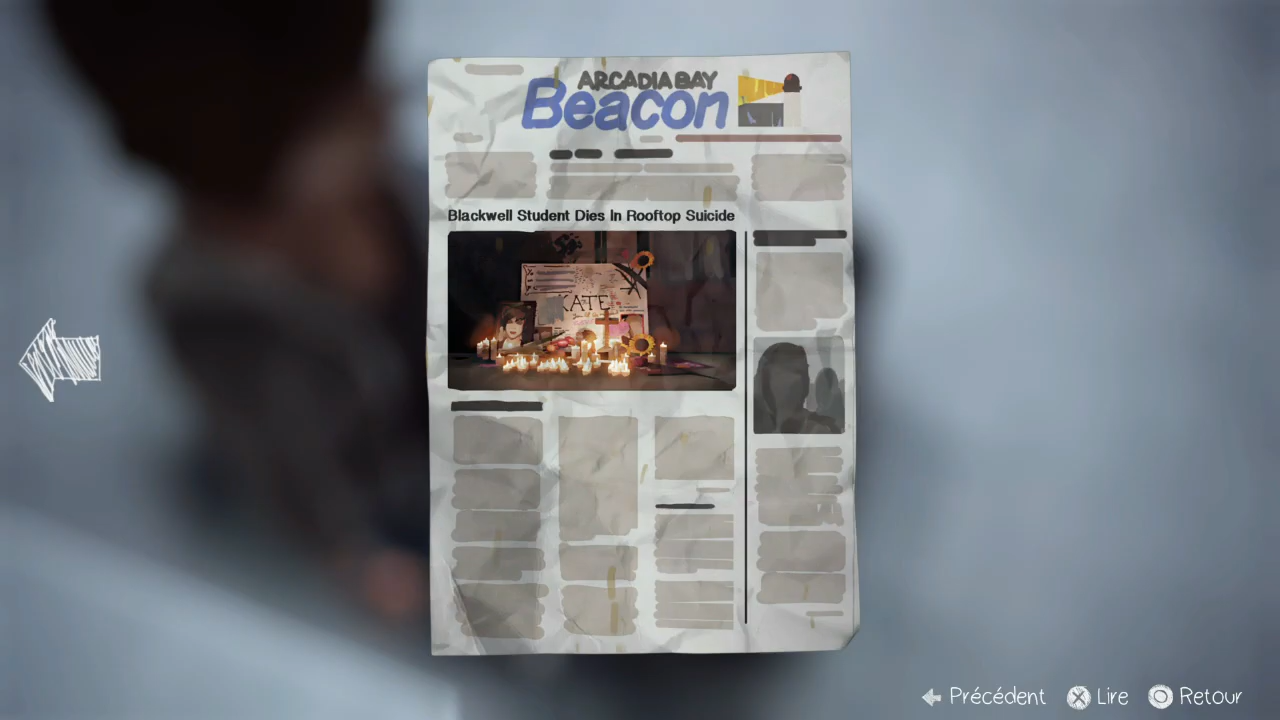 ARCADIA BAY
Beacon
Blackwell Student Dies In Rooftop Suicide
KATE
Précédent
Lire
Retour